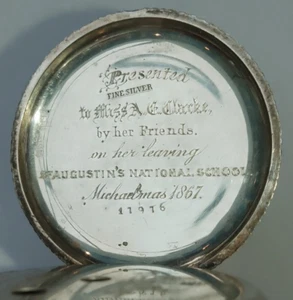 Presented
FINE SILVER
to Miss A. E. Clarke,
by her Friends,
on her leaving
ST AUGUSTIN'S NATIONAL SCHOOL,
Michaelmas 1867.
11976